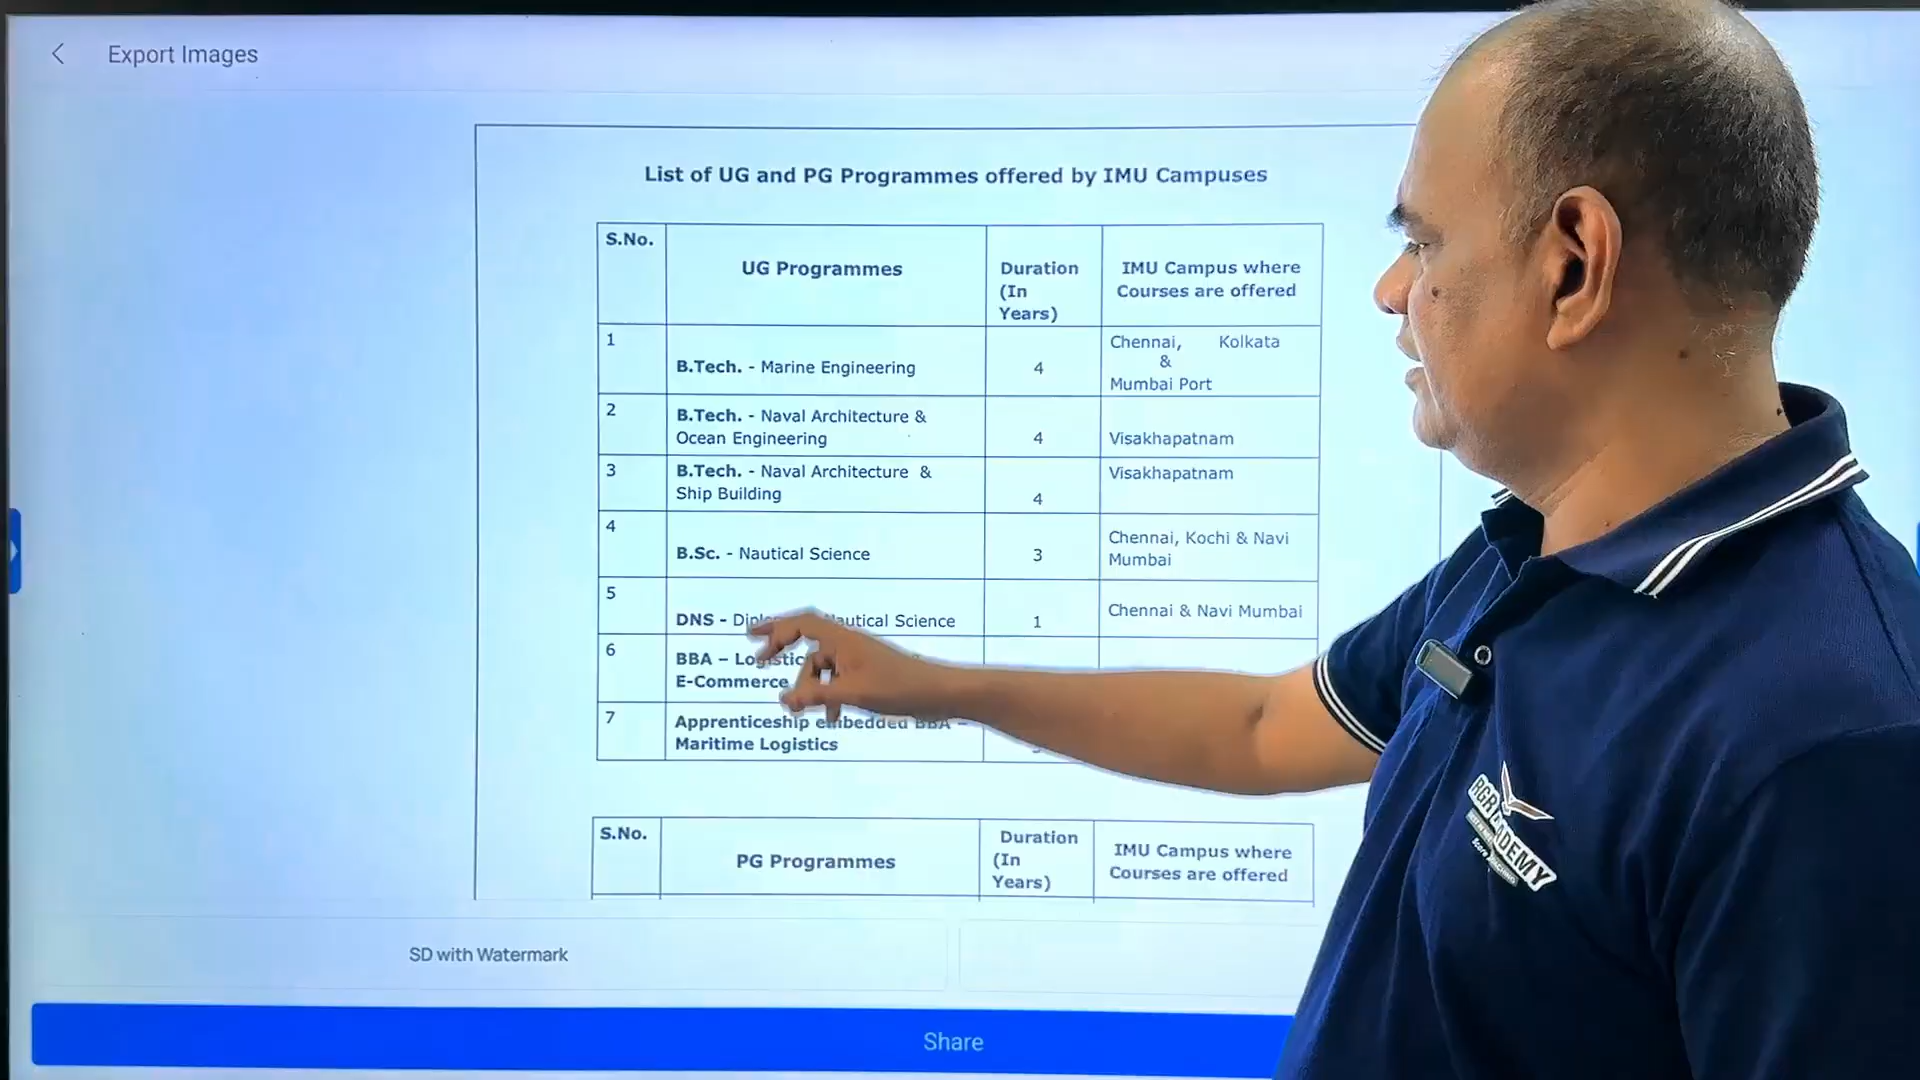 Export Images
List of UG and PG Programmes offered by IMU Campuses
S.No.
UG Programmes
Duration
(In
Years)
IMU Campus where
Courses are offered
1
B.Tech. - Marine Engineering
4
Chennai, Kolkata
&
Mumbai Port
2
B.Tech. - Naval Architecture &
Ocean Engineering
4
Visakhapatnam
3
B.Tech. - Naval Architecture &
Ship Building
4
Visakhapatnam
4
B.Sc. - Nautical Science
3
Chennai, Kochi & Navi
Mumbai
5
DNS - Nautical Science
1
Chennai & Navi Mumbai
6
BBA –
E-Commerce
7
Apprenticeship embedded BBA –
Maritime Logistics
S.No.
PG Programmes
Duration
(In
Years)
IMU Campus where
Courses are offered
SD with Watermark
Share
RGR ACADEMY